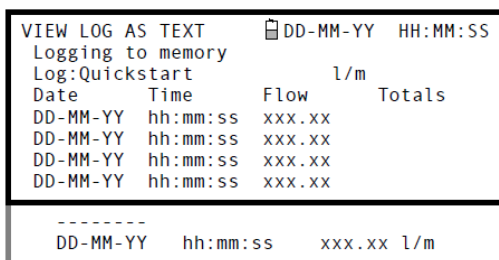 VIEW LOG AS TEXT DD-MM-YY HH:MM:SS
Logging to memory
Log:Quickstart l/m
Date Time Flow Totals
DD-MM-YY hh:mm:ss xxx.xx
DD-MM-YY hh:mm:ss xxx.xx
DD-MM-YY hh:mm:ss xxx.xx
DD-MM-YY hh:mm:ss xxx.xx
--------
DD-MM-YY hh:mm:ss xxx.xx l/m